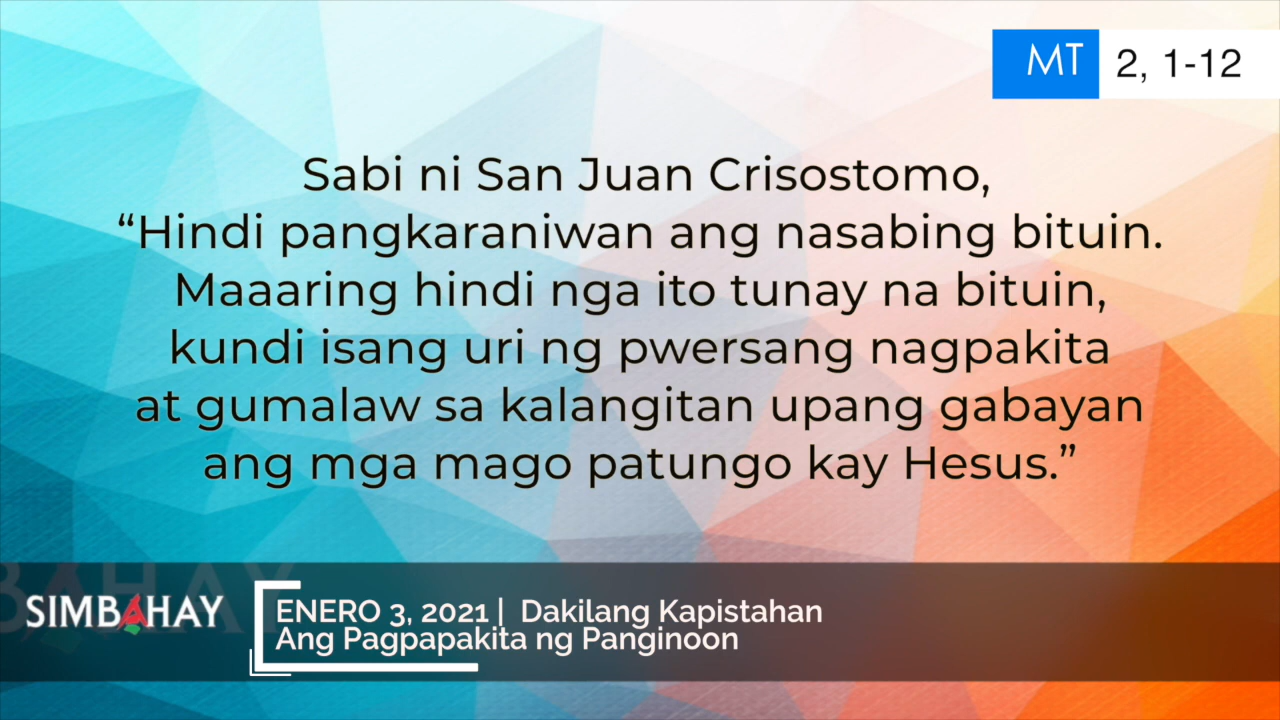 MT 2, 1-12
Sabi ni San Juan Crisostomo,
“Hindi pangkaraniwan ang nasabing bituin.
Maaaring hindi nga ito tunay na bituin,
kundi isang uri ng pwersang nagpakita
at gumalaw sa kalangitan upang gabayan
ang mga mago patungo kay Hesus.”
SIMBAHAY
ENERO 3, 2021 | Dakilang Kapistahan
Ang Pagpapakita ng Panginoon